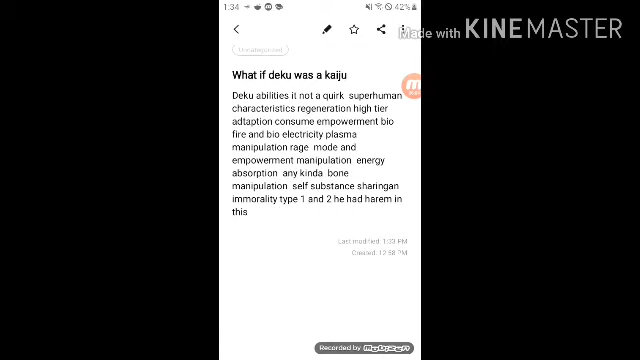 1:34
42%
Made with KINEMASTER
Uncategorized
What if deku was a kaiju
Deku abilities it not a quirk superhuman
characteristics regeneration high tier
adtaption consume empowerment bio
fire and bio electricity plasma
manipulation rage mode and
empowerment manipulation energy
absorption any kinda bone
manipulation self substance sharingan
immorality type 1 and 2 he had harem in
this
Last modified: 1:33 PM
Created: 12:58 PM
Recorded by Mobizen